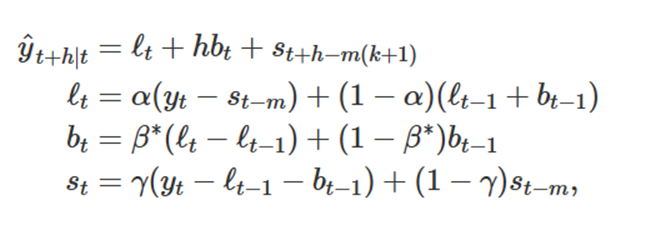 ŷ_{t+h|t} = ℓ_t + hb_t + s_{t+h−m(k+1)}
ℓ_t = α(y_t − s_{t−m}) + (1 − α)(ℓ_{t−1} + b_{t−1})
b_t = β*(ℓ_t − ℓ_{t−1}) + (1 − β*)b_{t−1}
s_t = γ(y_t − ℓ_{t−1} − b_{t−1}) + (1 − γ)s_{t−m},